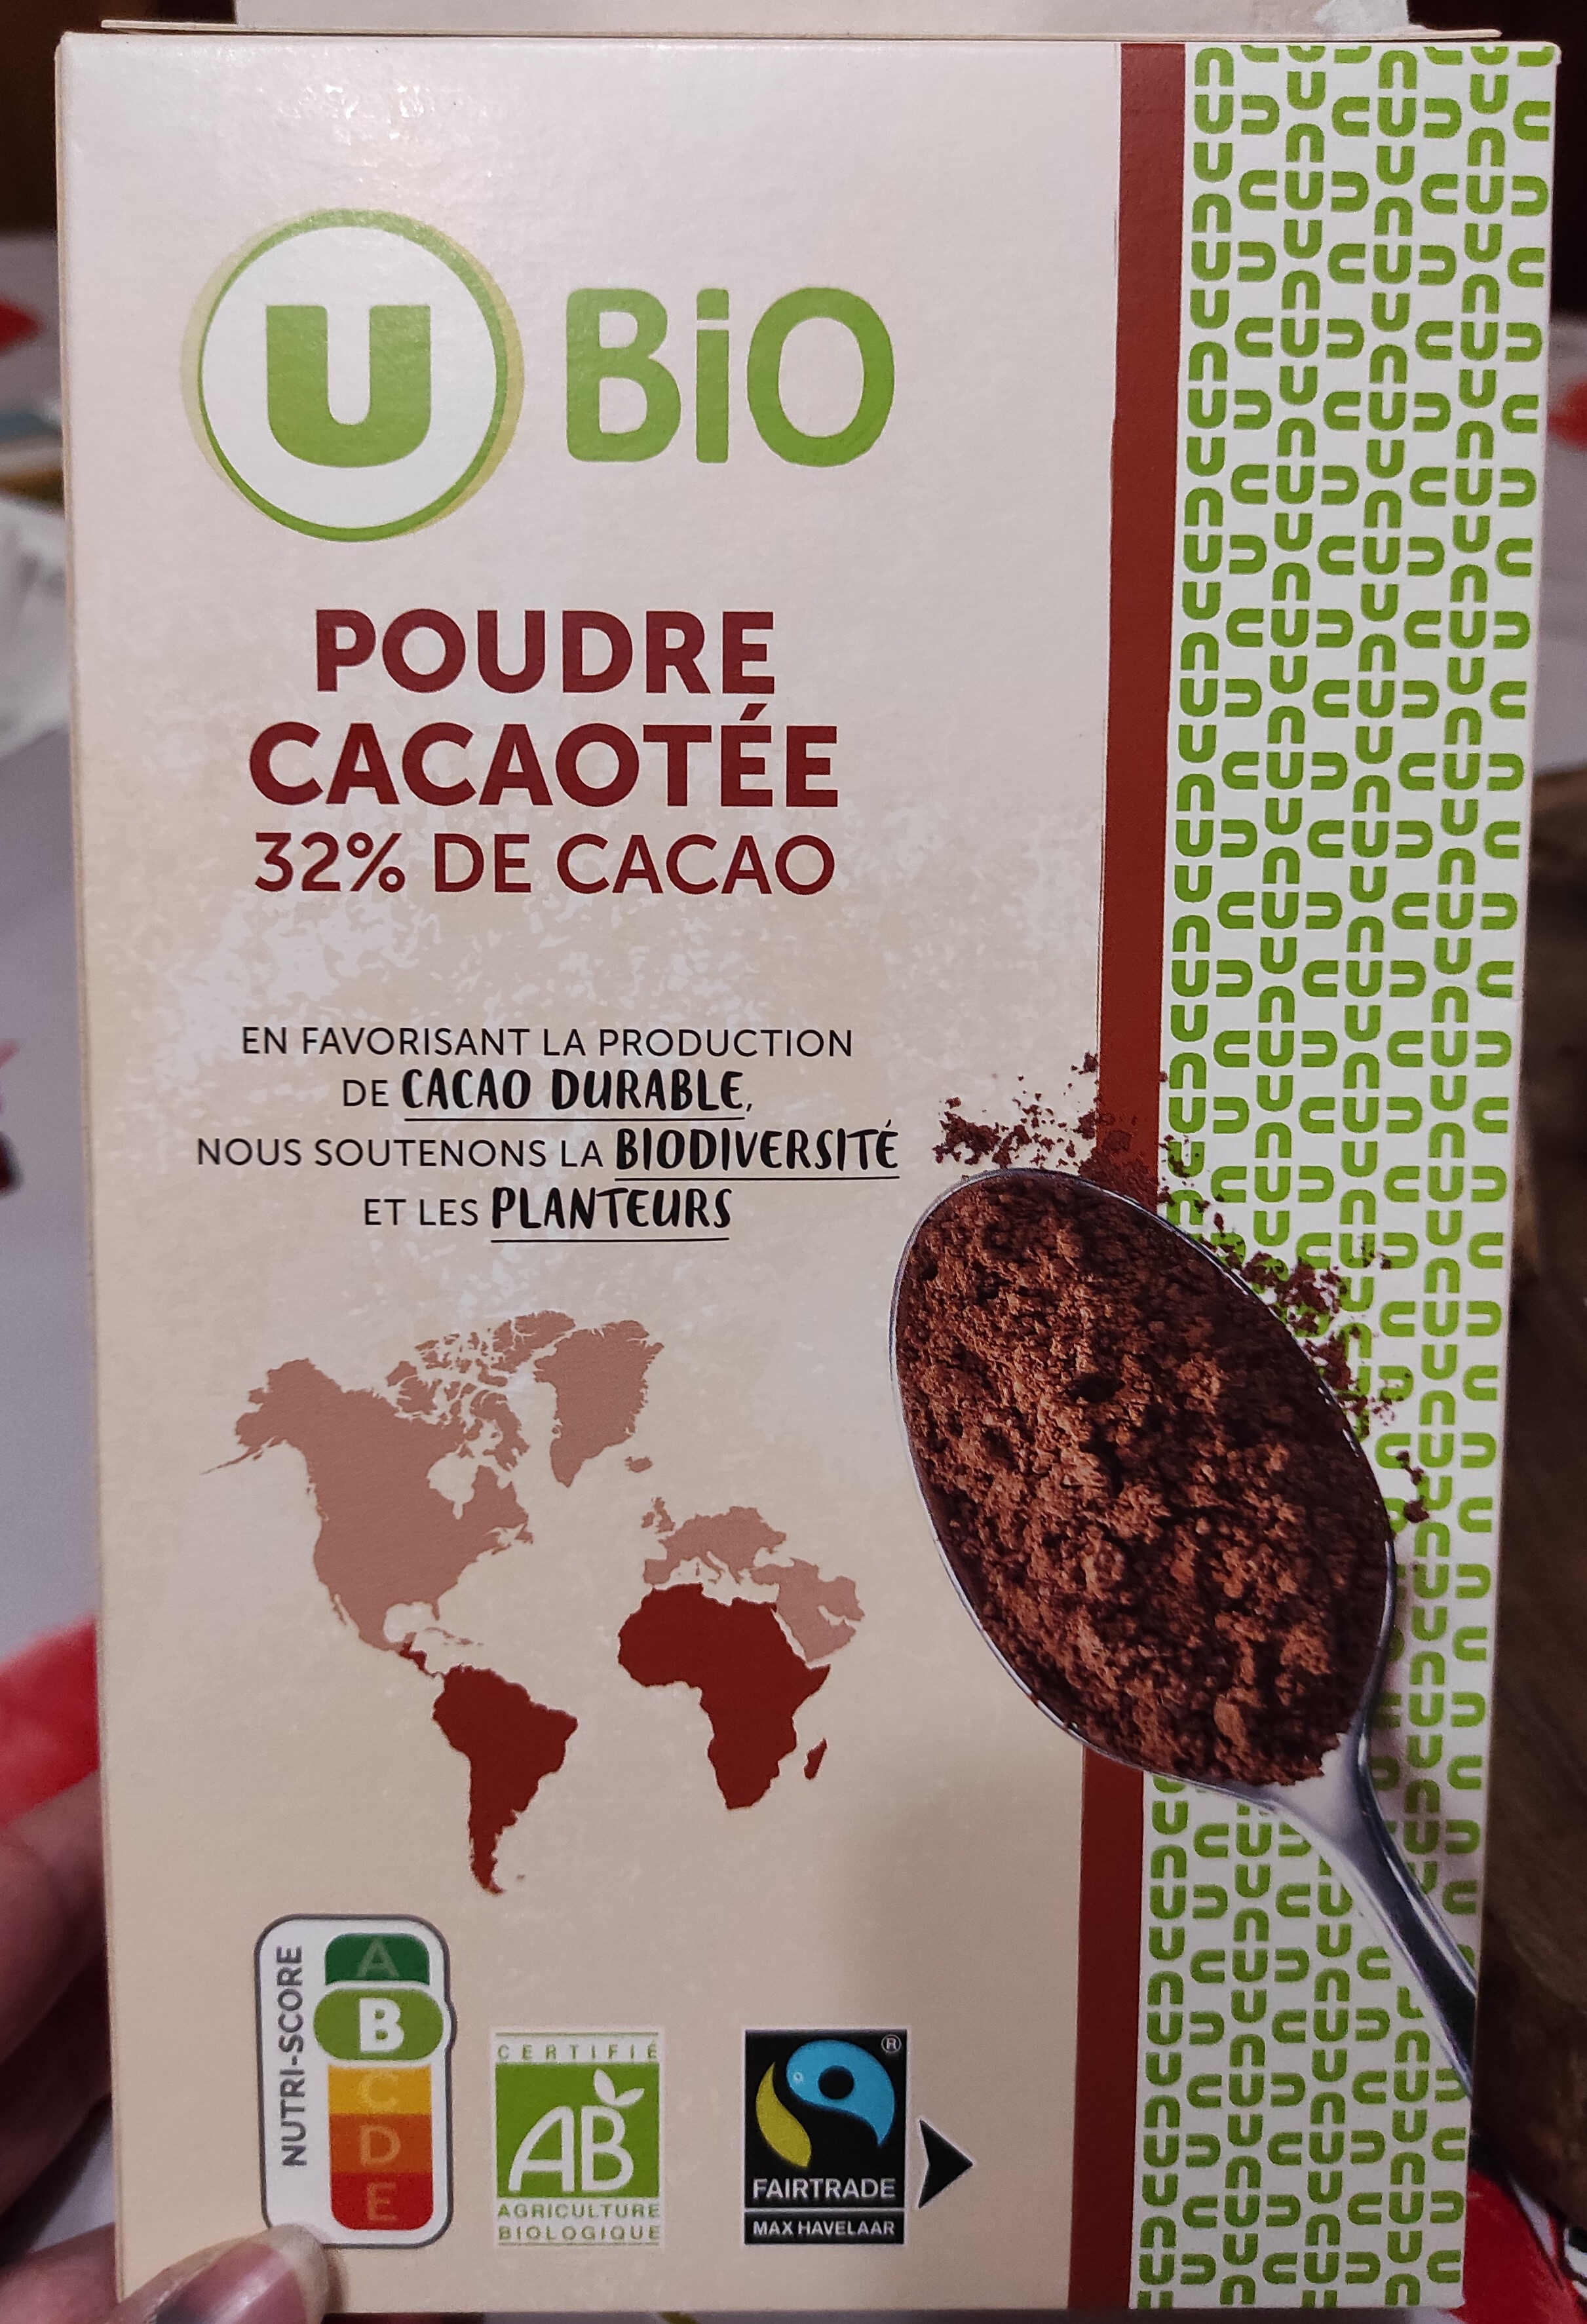 U BiO
POUDRE
CACAOTÉE
32% DE CACAO
EN FAVORISANT LA PRODUCTION
DE CACAO DURABLE,
NOUS SOUTENONS LA BIODIVERSITÉ
ET LES PLANTEURS
NUTRI-SCORE
A
B
C
D
E
CERTIFIÉ
AB
AGRICULTURE
BIOLOGIQUE
®
FAIRTRADE
MAX HAVELAAR